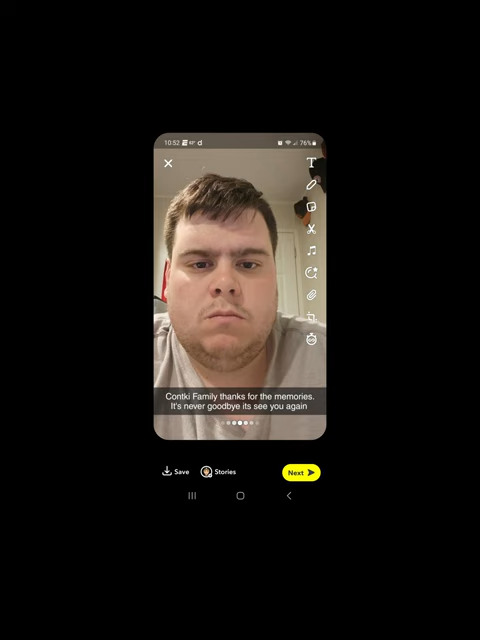 10:52 83° d 76%
T
Contki Family thanks for the memories.
It's never goodbye its see you again
Save Stories Next